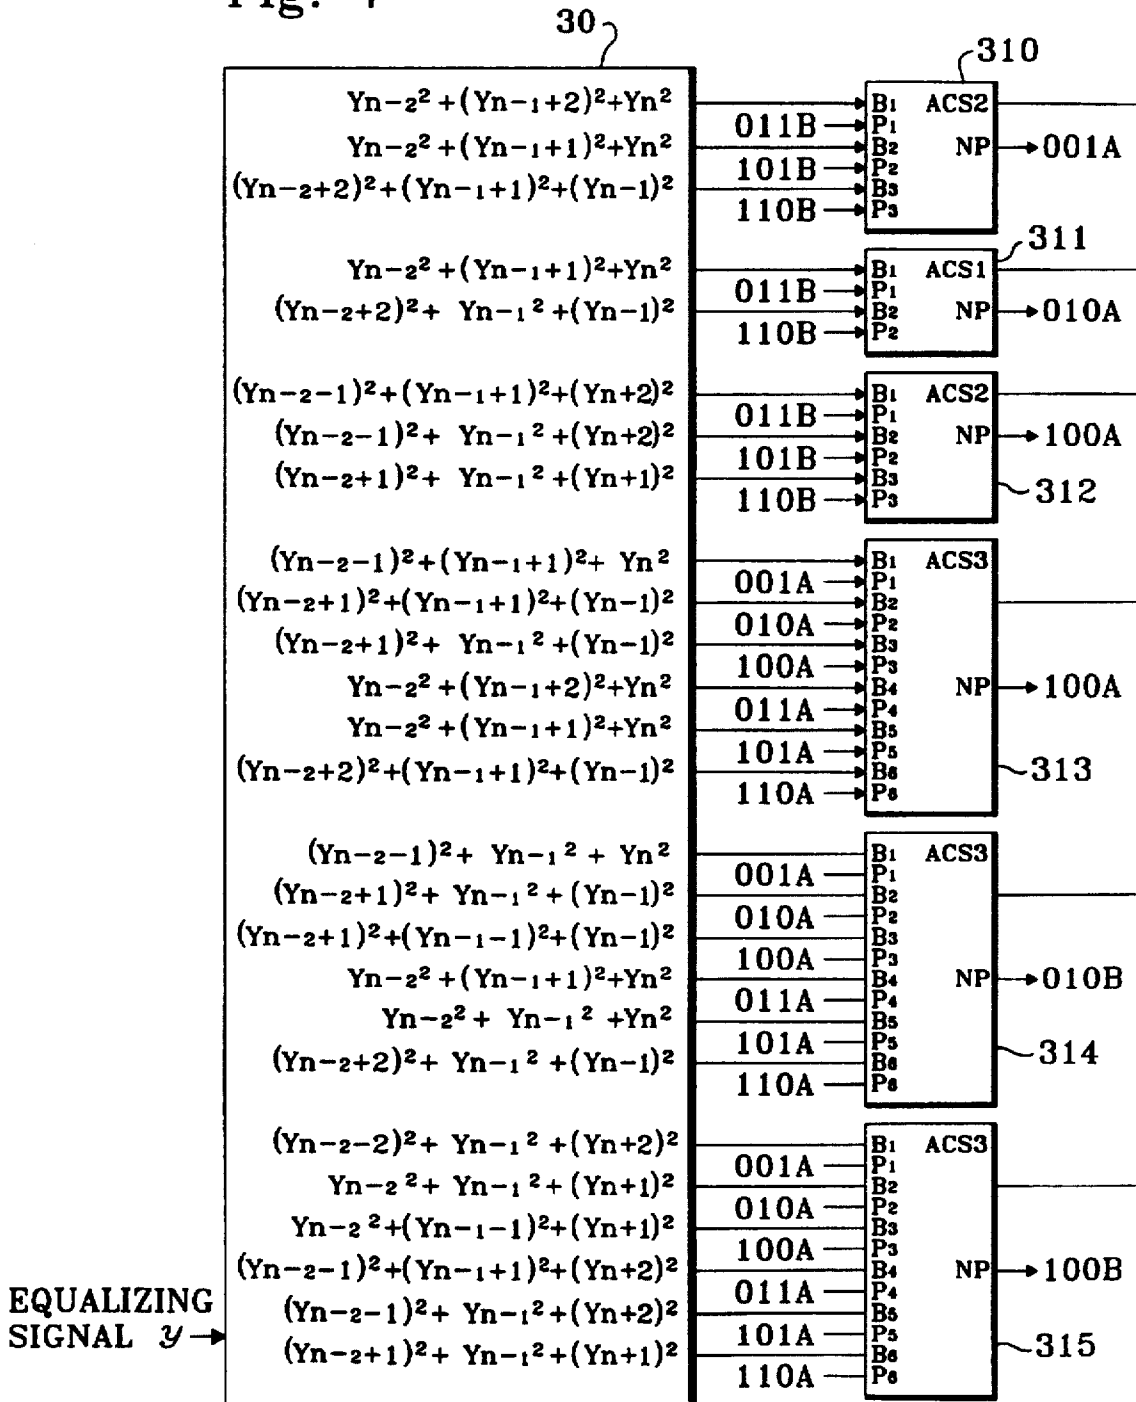 Fig. 4
30
310
Yn-2² +(Yn-1+2)²+Yn² B1 ACS2
011B P1
Yn-2² +(Yn-1+1)²+Yn² B2 NP 001A
101B P2
(Yn-2+2)²+(Yn-1+1)²+(Yn-1)² B3
110B P3
311
Yn-2² +(Yn-1+1)²+Yn² B1 ACS1
011B P1
(Yn-2+2)²+ Yn-1² +(Yn-1)² B2 NP 010A
110B P2
(Yn-2-1)²+(Yn-1+1)²+(Yn+2)² B1 ACS2
011B P1
(Yn-2-1)²+ Yn-1² +(Yn+2)² B2 NP 100A
101B P2
(Yn-2+1)²+ Yn-1² +(Yn+1)² B3 312
110B P3
(Yn-2-1)²+(Yn-1+1)²+ Yn² B1 ACS3
001A P1
(Yn-2+1)²+(Yn-1+1)²+(Yn-1)² B2
010A P2
(Yn-2+1)²+ Yn-1² +(Yn-1)² B3
100A P3
Yn-2² +(Yn-1+2)²+Yn² B4 NP 100A
011A P4
Yn-2² +(Yn-1+1)²+Yn² B5
101A P5
(Yn-2+2)²+(Yn-1+1)²+(Yn-1)² B6 313
110A P6
(Yn-2-1)²+ Yn-1² + Yn² B1 ACS3
001A P1
(Yn-2+1)²+ Yn-1² +(Yn-1)² B2
010A P2
(Yn-2+1)²+(Yn-1-1)²+(Yn-1)² B3
100A P3
Yn-2² +(Yn-1+1)²+Yn² B4 NP 010B
011A P4
Yn-2² + Yn-1² +Yn² B5
101A P5 314
(Yn-2+2)²+ Yn-1² +(Yn-1)² B6
110A P6
(Yn-2-2)²+ Yn-1² +(Yn+2)² B1 ACS3
001A P1
Yn-2² + Yn-1² +(Yn+1)² B2
010A P2
Yn-2² +(Yn-1-1)²+(Yn+1)² B3
100A P3
(Yn-2-1)²+(Yn-1+1)²+(Yn+2)² B4 NP 100B
011A P4
(Yn-2-1)²+ Yn-1² +(Yn+2)² B5
101A P5
(Yn-2+1)²+ Yn-1² +(Yn+1)² B6 315
110A P6
EQUALIZING
SIGNAL y